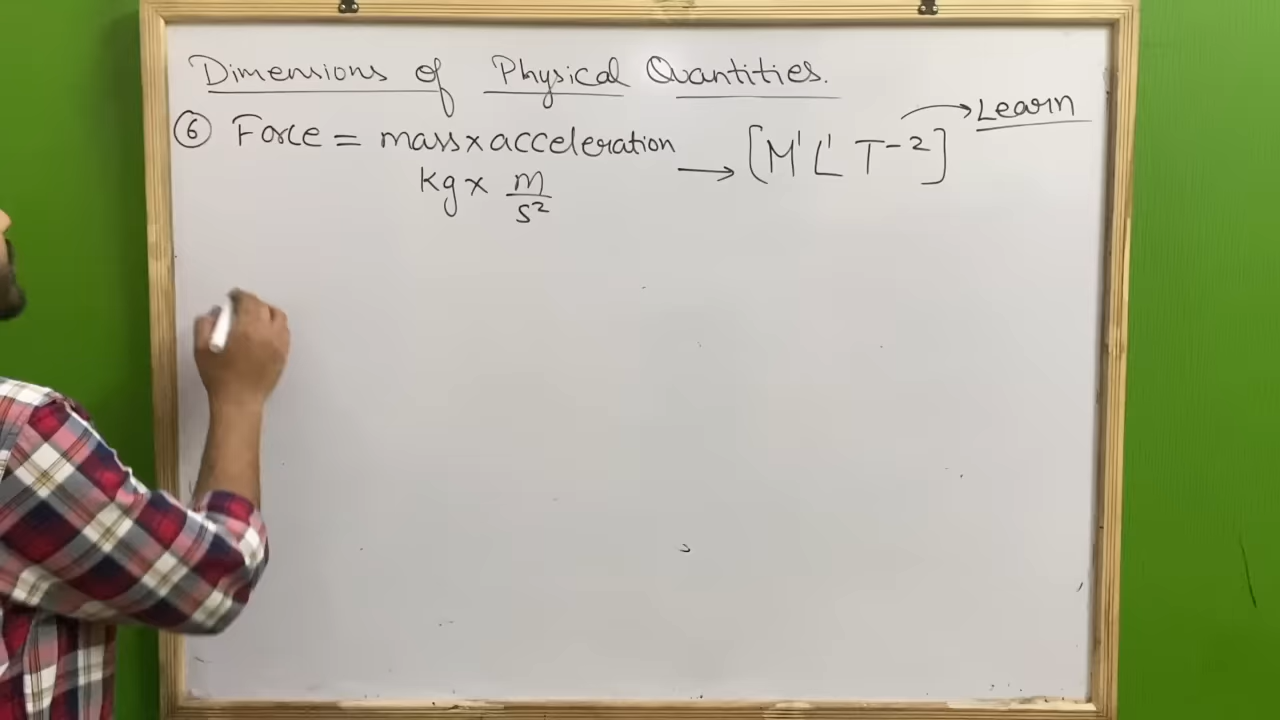 Dimensions of Physical Quantities.
⑥ Force = mass x acceleration → [M¹ L¹ T⁻²] → Learn
kg x m/s²